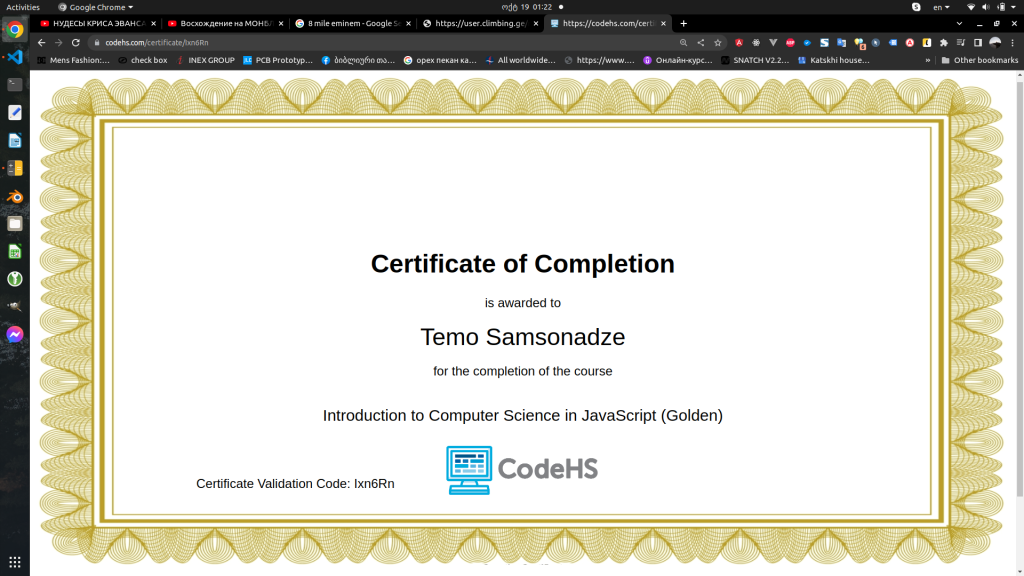 Activities
Google Chrome
ოქტ 19 01:22
en
НУДЕСЫ КРИСА ЭВАНСА
Восхождение на МОНБЛ
8 mile eminem - Google Se
https://user.climbing.ge/
https://codehs.com/certi
codehs.com/certificate/Ixn6Rn
Mens Fashion:...
check box
INEX GROUP
PCB Prototyp...
ბიბლიური თა...
орех пекан ка...
All worldwide...
https://www....
Онлайн-курс...
SNATCH V2.2...
Katskhi house...
»
Other bookmarks
Certificate of Completion
is awarded to
Temo Samsonadze
for the completion of the course
Introduction to Computer Science in JavaScript (Golden)
CodeHS
Certificate Validation Code: Ixn6Rn